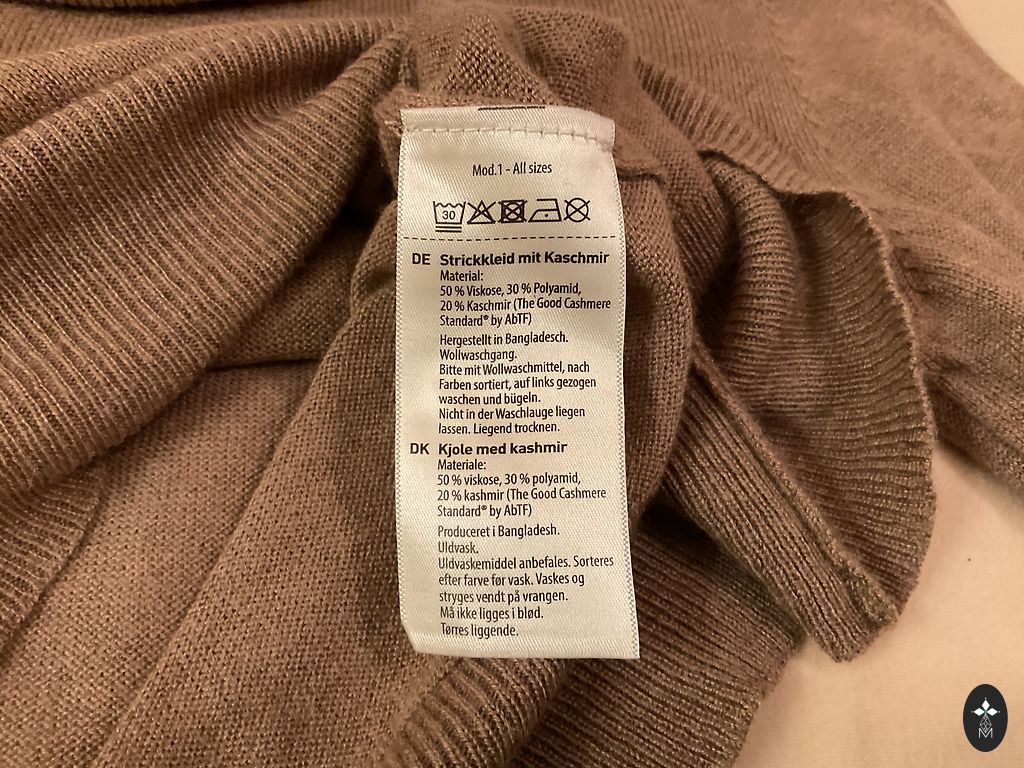 Mod.1 - All sizes
30
DE Strickkleid mit Kaschmir
Material:
50 % Viskose, 30 % Polyamid,
20 % Kaschmir (The Good Cashmere
Standard® by AbTF)
Hergestellt in Bangladesch.
Wollwaschgang.
Bitte mit Wollwaschmittel, nach
Farben sortiert, auf links gezogen
waschen und bügeln.
Nicht in der Waschlauge liegen
lassen. Liegend trocknen.
DK Kjole med kashmir
Materiale:
50 % viskose, 30 % polyamid,
20 % kashmir (The Good Cashmere
Standard® by AbTF)
Produceret i Bangladesh.
Uldvask.
Uldvaskemiddel anbefales. Sorteres
efter farve før vask. Vaskes og
stryges vendt på vrangen.
Må ikke ligges i blød.
Tørres liggende.
M